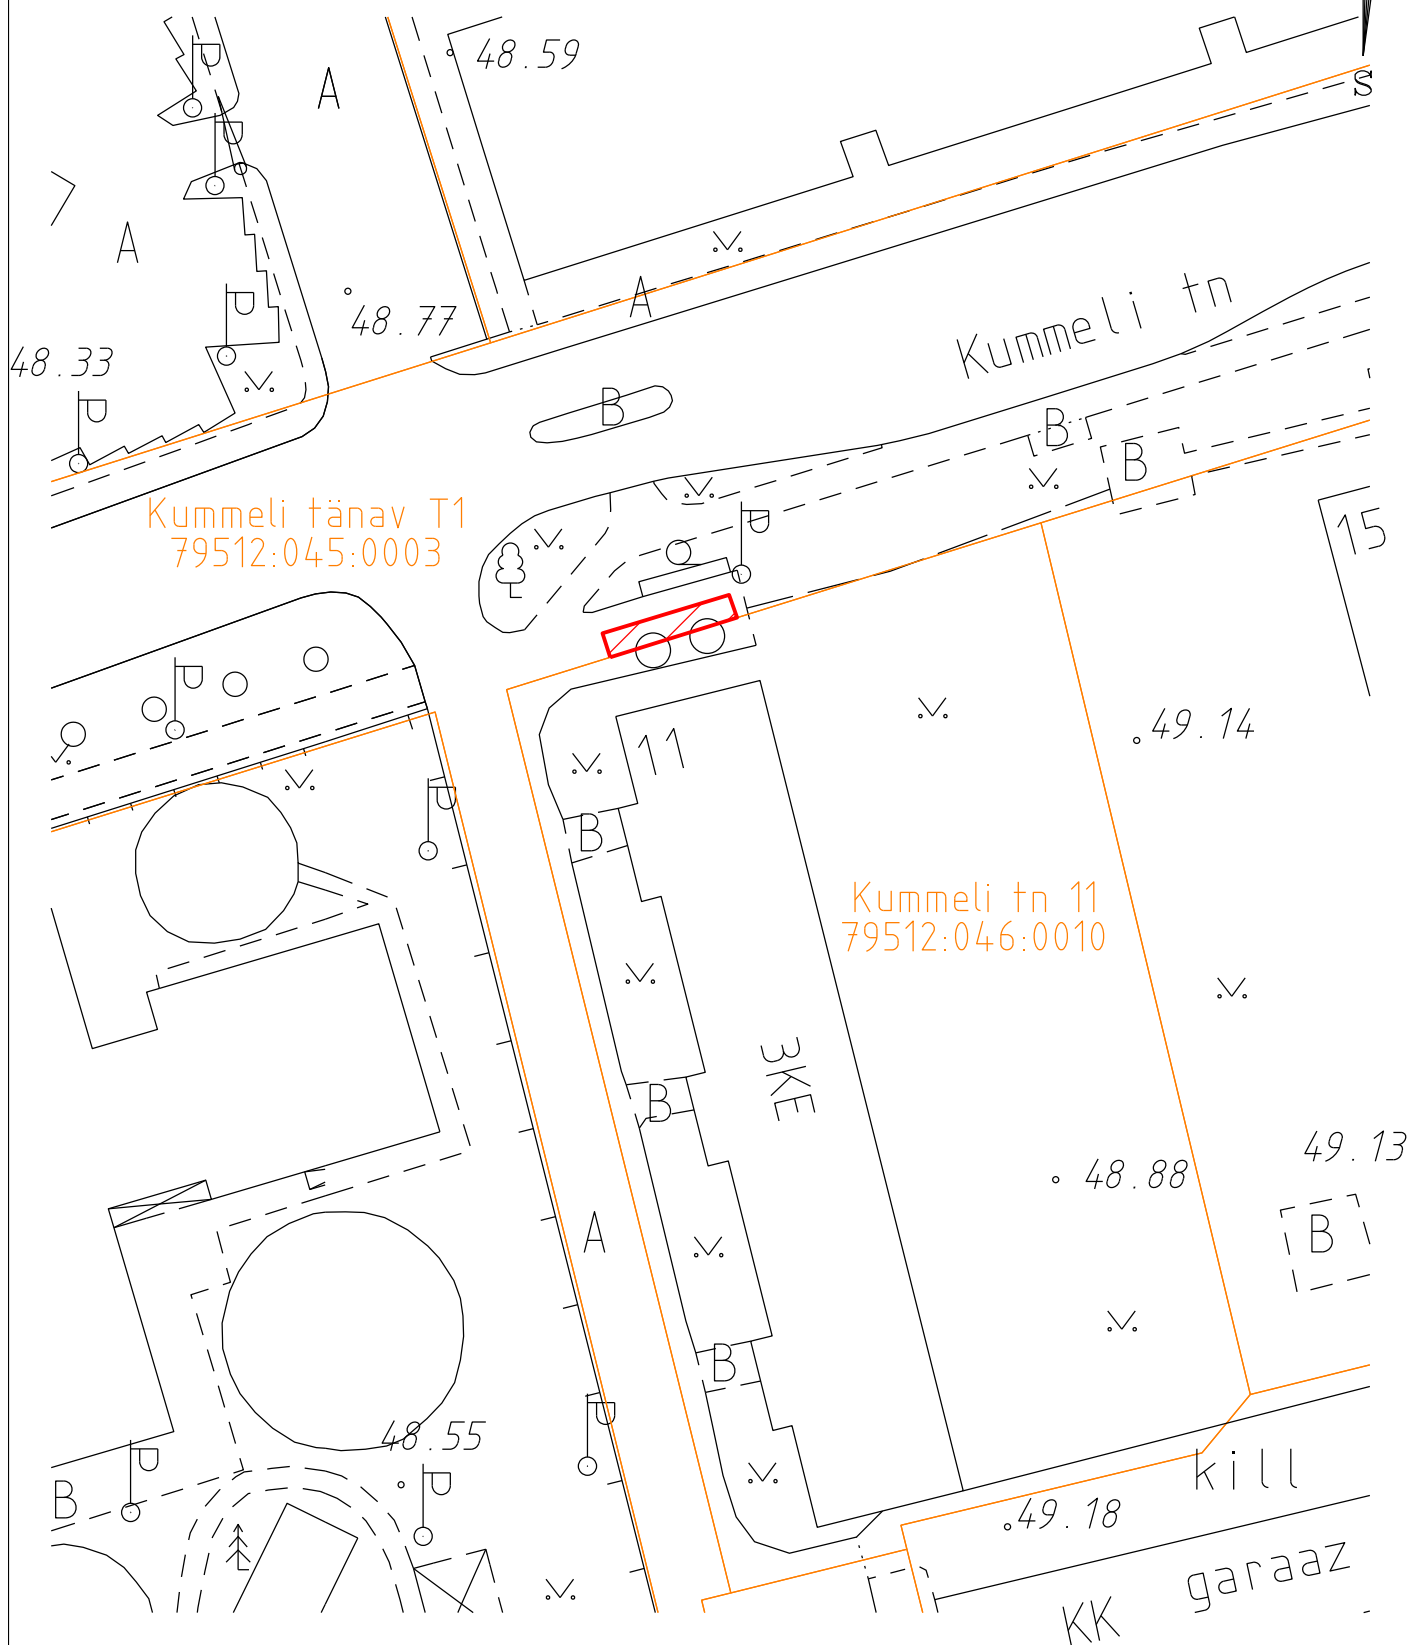 48.59
A
S
A
A
Kummeli tn
48.77
48.33
B
B
B
Kummeli tänav T1
79512:045:0003
15
11
49.14
B
Kummeli tn 11
79512:046:0010
3KE
B
49.13
48.88
A
B
B
48.55
kill
B
49.18
garaaz
KK